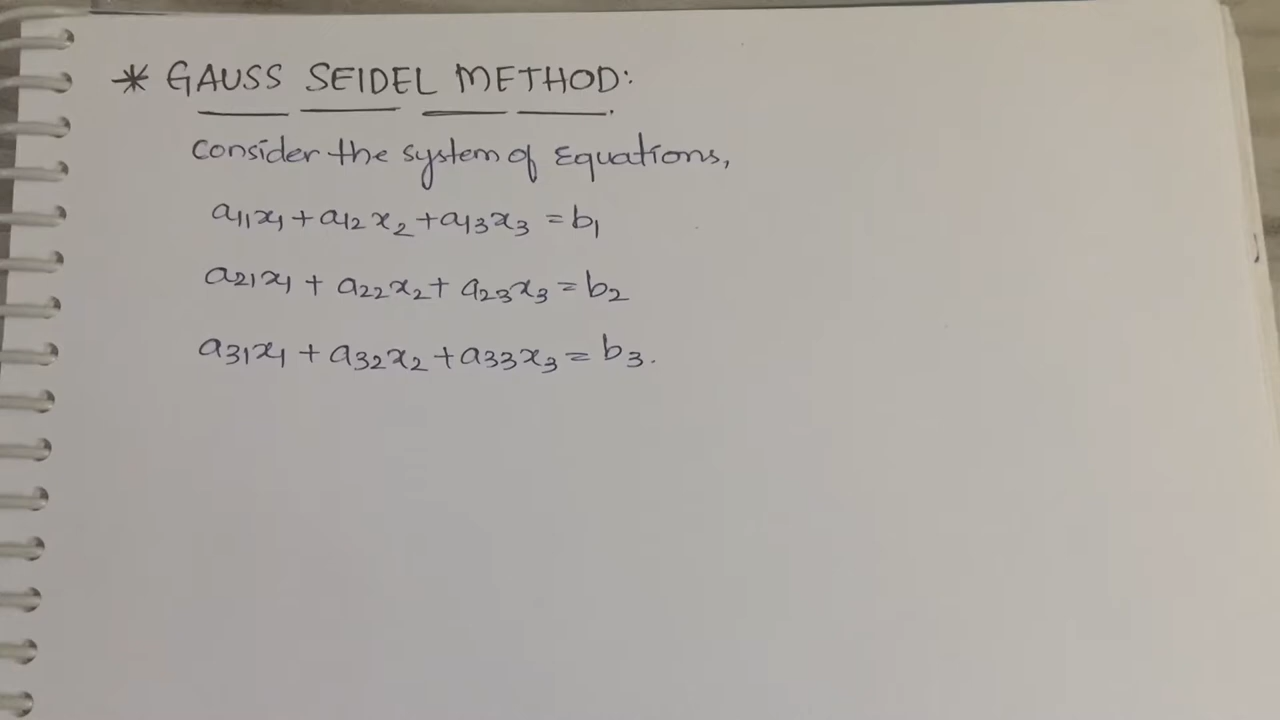 * GAUSS SEIDEL METHOD:
Consider the system of Equations,
a₁₁x₁ + a₁₂x₂ + a₁₃x₃ = b₁
a₂₁x₁ + a₂₂x₂ + a₂₃x₃ = b₂
a₃₁x₁ + a₃₂x₂ + a₃₃x₃ = b₃.